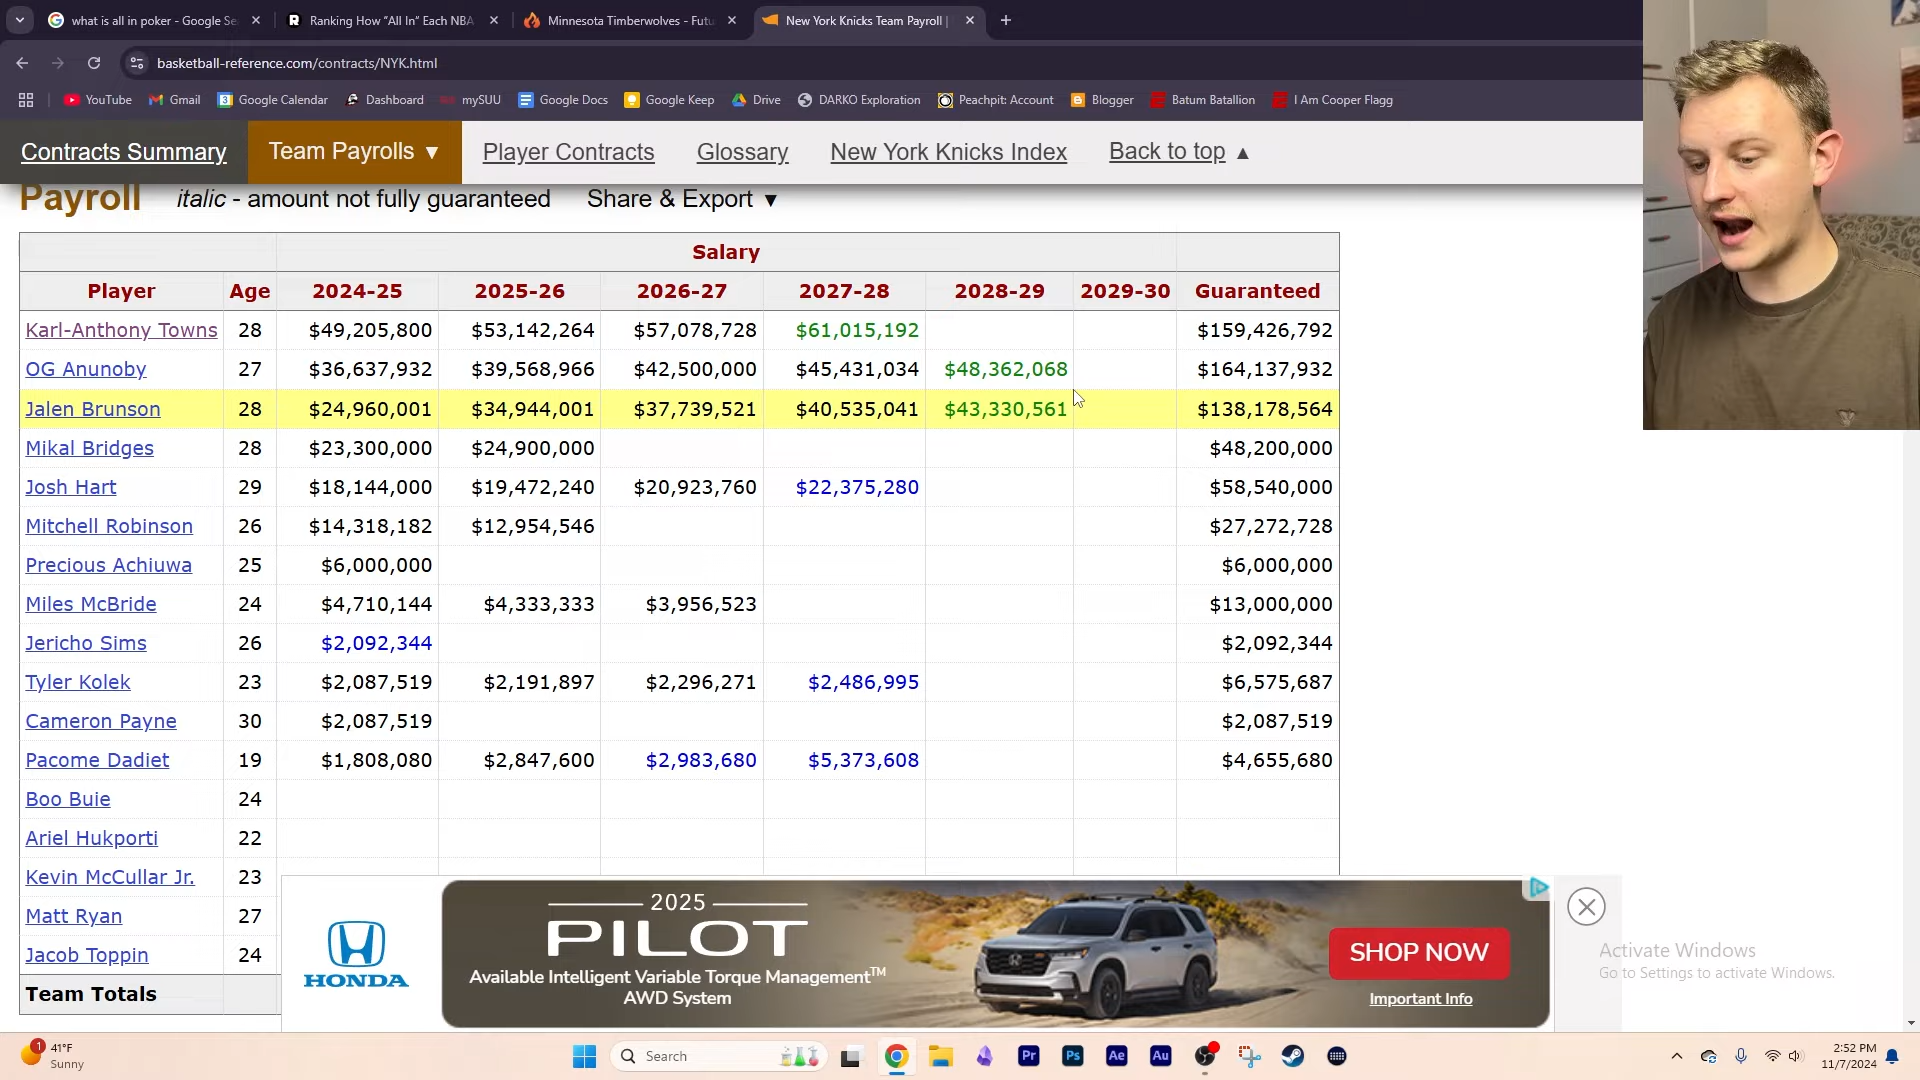 what is all in poker - Google Se
Ranking How "All In" Each NBA
Minnesota Timberwolves - Futu
New York Knicks Team Payroll |
basketball-reference.com/contracts/NYK.html
YouTube Gmail Google Calendar Dashboard mySUU Google Docs Google Keep Drive DARKO Exploration Peachpit: Account Blogger Batum Batallion I Am Cooper Flagg
Contracts Summary Team Payrolls ▼ Player Contracts Glossary New York Knicks Index Back to top ▲
Payroll italic - amount not fully guaranteed Share & Export ▼
Salary
Player Age 2024-25 2025-26 2026-27 2027-28 2028-29 2029-30 Guaranteed
Karl-Anthony Towns 28 $49,205,800 $53,142,264 $57,078,728 $61,015,192 $159,426,792
OG Anunoby 27 $36,637,932 $39,568,966 $42,500,000 $45,431,034 $48,362,068 $164,137,932
Jalen Brunson 28 $24,960,001 $34,944,001 $37,739,521 $40,535,041 $43,330,561 $138,178,564
Mikal Bridges 28 $23,300,000 $24,900,000 $48,200,000
Josh Hart 29 $18,144,000 $19,472,240 $20,923,760 $22,375,280 $58,540,000
Mitchell Robinson 26 $14,318,182 $12,954,546 $27,272,728
Precious Achiuwa 25 $6,000,000 $6,000,000
Miles McBride 24 $4,710,144 $4,333,333 $3,956,523 $13,000,000
Jericho Sims 26 $2,092,344 $2,092,344
Tyler Kolek 23 $2,087,519 $2,191,897 $2,296,271 $2,486,995 $6,575,687
Cameron Payne 30 $2,087,519 $2,087,519
Pacome Dadiet 19 $1,808,080 $2,847,600 $2,983,680 $5,373,608 $4,655,680
Boo Buie 24
Ariel Hukporti 22
Kevin McCullar Jr. 23
Matt Ryan 27
Jacob Toppin 24
Team Totals
HONDA
2025
PILOT
Available Intelligent Variable Torque Management™
AWD System
SHOP NOW
Important Info
Activate Windows
Go to Settings to activate Windows.
1
41°F
Sunny
Search
Pr Ps Ae Au
2:52 PM
11/7/2024